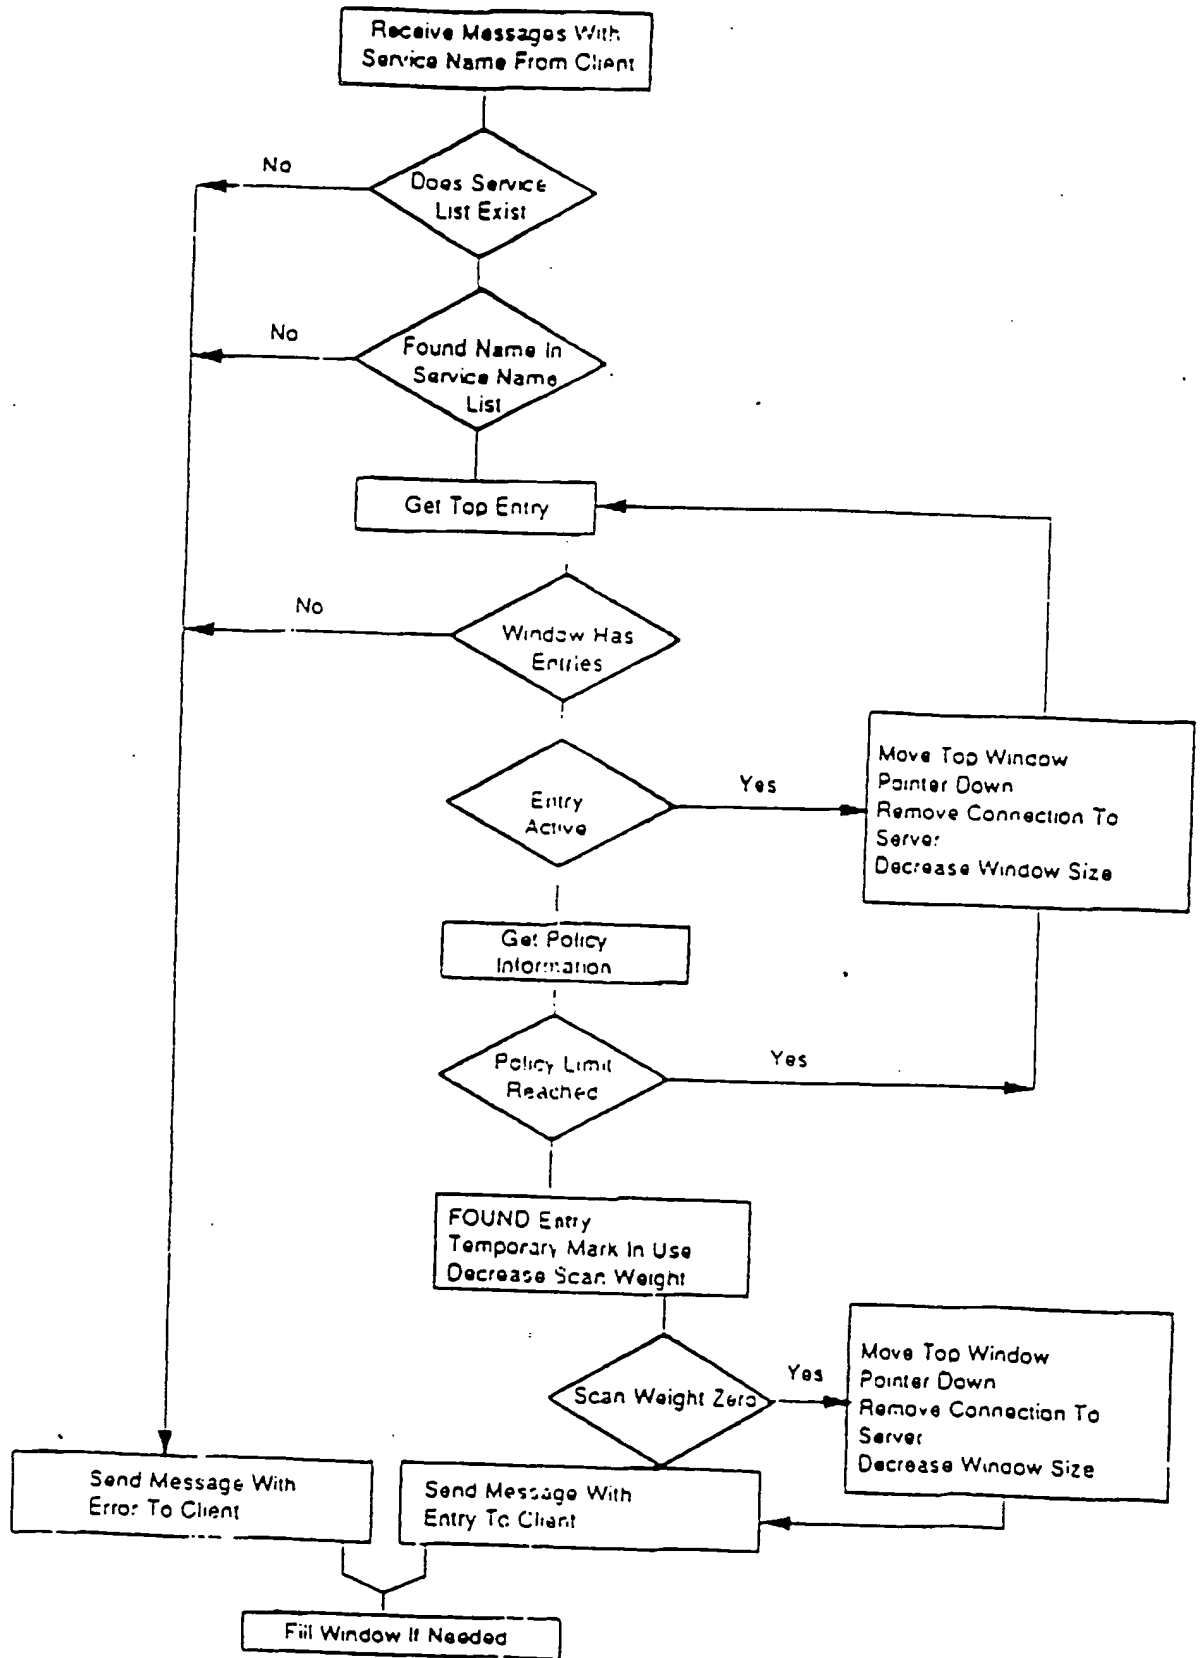 Receive Messages With
Service Name From Client
No
Does Service
List Exist
No
Found Name In
Service Name
List
Get Top Entry
No
Window Has
Entries
Move Top Window
Pointer Down
Remove Connection To
Server
Decrease Window Size
Yes
Entry
Active
Get Policy
Information
Policy Limit
Reached
Yes
FOUND Entry
Temporary Mark In Use
Decrease Scan Weight
Scan Weight Zero
Yes
Move Top Window
Pointer Down
Remove Connection To
Server
Decrease Window Size
Send Message With
Error To Client
Send Message With
Entry To Client
Fill Window If Needed